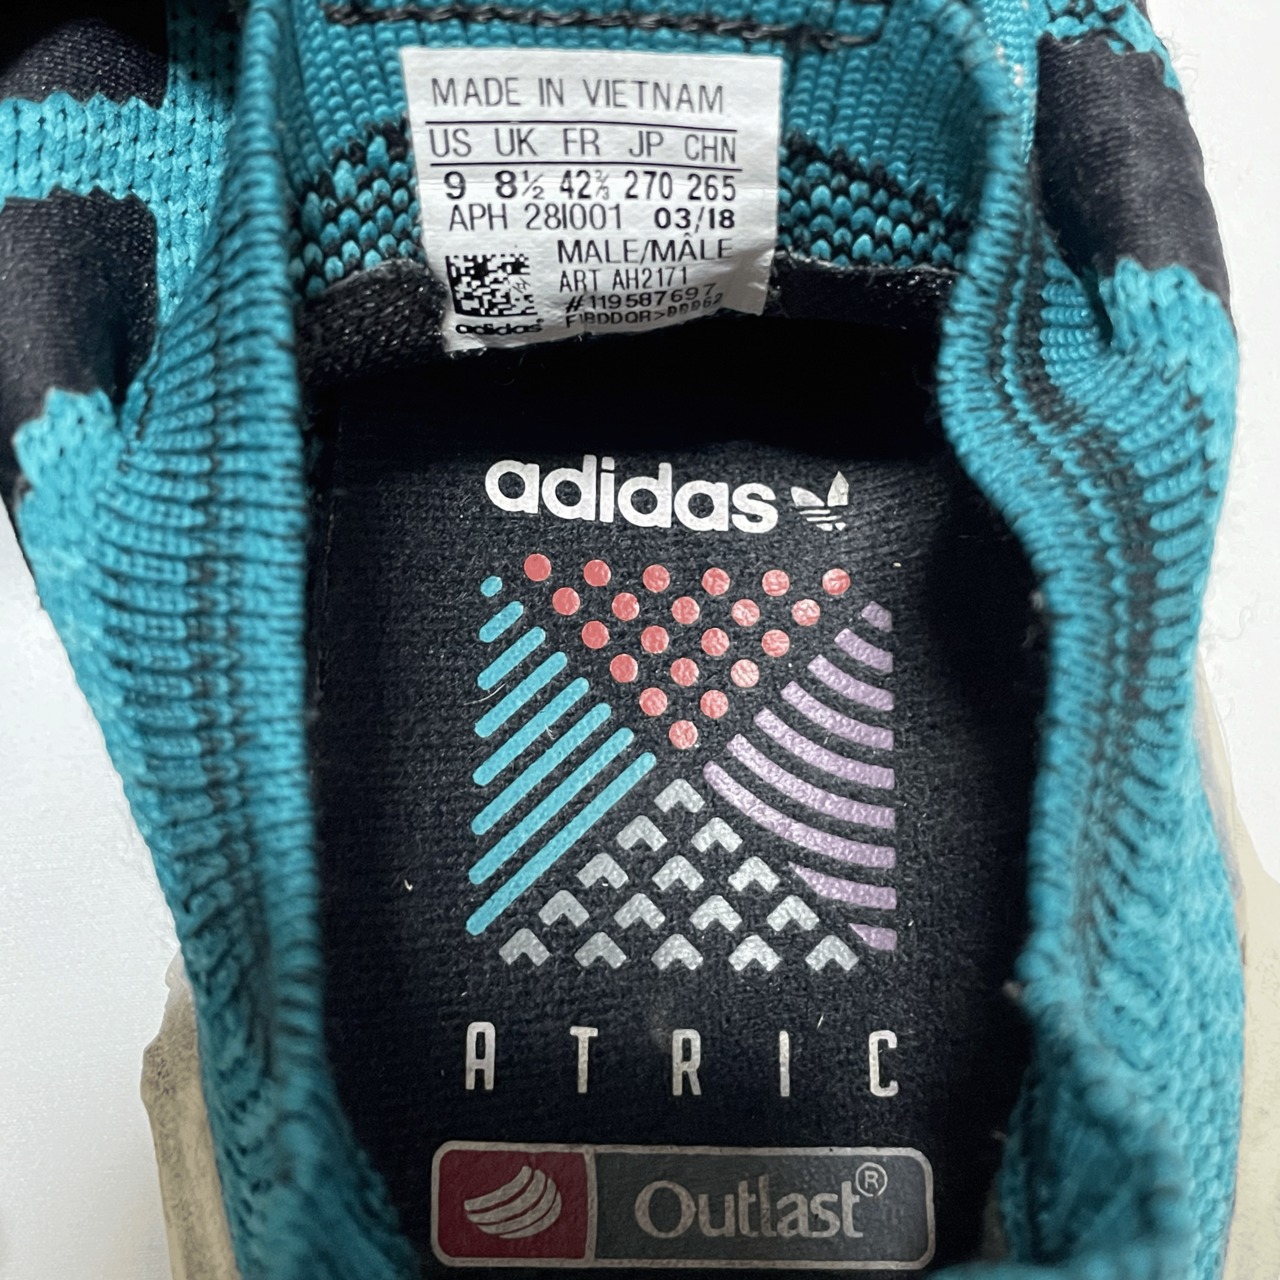 MADE IN VIETNAM
US UK FR JP CHN
9 8½ 42⅔ 270 265
APH 28I001 03/18
MALE/MÂLE
ART AH2171
#119587697
adidas®
adidas
ATRIC
Outlast®